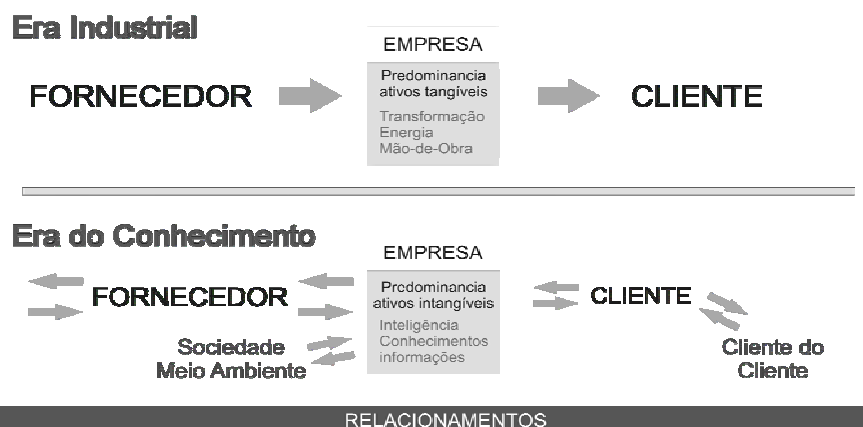 Era Industrial
FORNECEDOR
EMPRESA
Predominancia
ativos tangíveis
Transformação
Energia
Mão-de-Obra
CLIENTE
Era do Conhecimento
FORNECEDOR
Sociedade
Meio Ambiente
EMPRESA
Predominancia
ativos intangíveis
Inteligência
Conhecimentos
informações
CLIENTE
Cliente do
Cliente
RELACIONAMENTOS